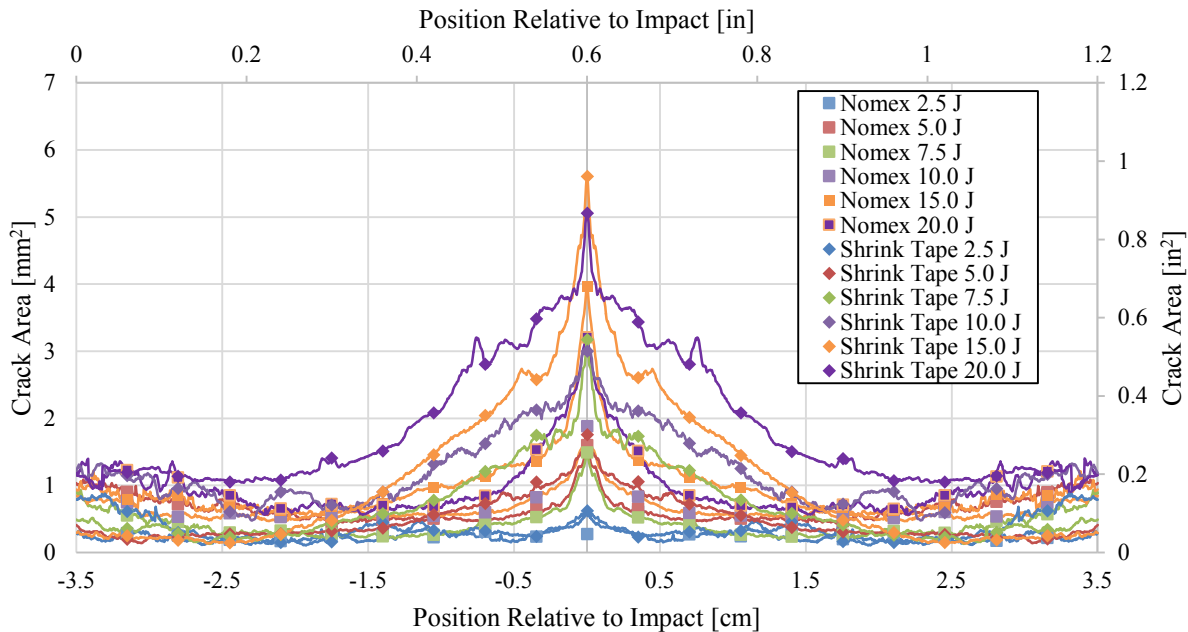 Position Relative to Impact [in]
0 0.2 0.4 0.6 0.8 1 1.2
7 1.2
6 1
5 0.8
4 0.6
3 0.4
2 0.2
1 0
0
Crack Area [mm²]
Crack Area [in²]
Nomex 2.5 J
Nomex 5.0 J
Nomex 7.5 J
Nomex 10.0 J
Nomex 15.0 J
Nomex 20.0 J
Shrink Tape 2.5 J
Shrink Tape 5.0 J
Shrink Tape 7.5 J
Shrink Tape 10.0 J
Shrink Tape 15.0 J
Shrink Tape 20.0 J
-3.5 -2.5 -1.5 -0.5 0.5 1.5 2.5 3.5
Position Relative to Impact [cm]